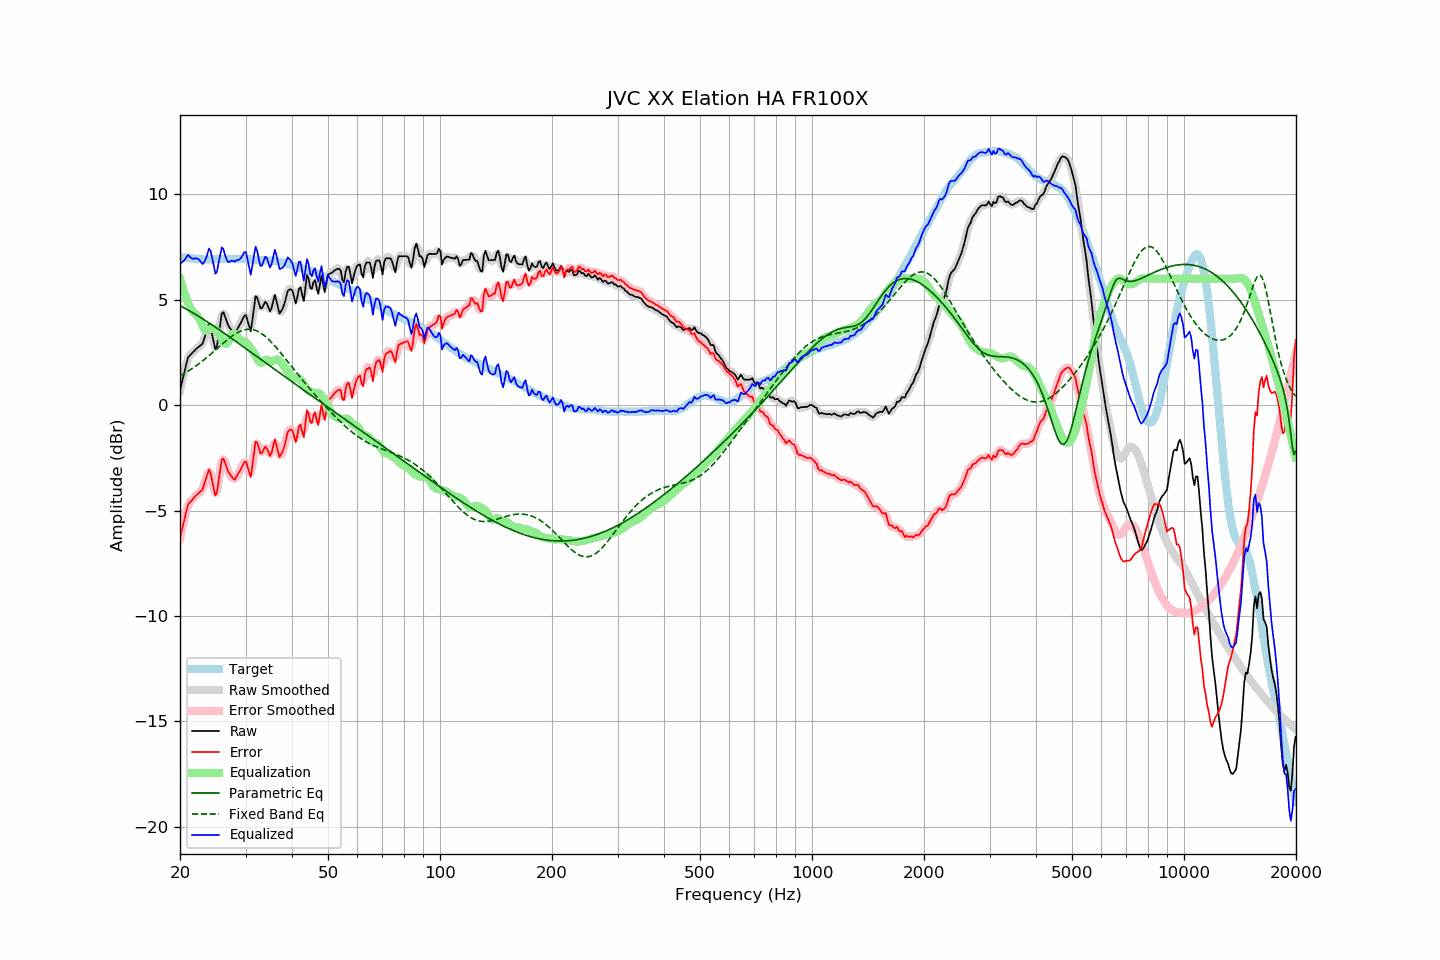 JVC XX Elation HA FR100X
Amplitude (dBr)
10
5
0
−5
−10
−15
−20
Target
Raw Smoothed
Error Smoothed
Raw
Error
Equalization
Parametric Eq
Fixed Band Eq
Equalized
20 50 100 200 500 1000 2000 5000 10000 20000
Frequency (Hz)